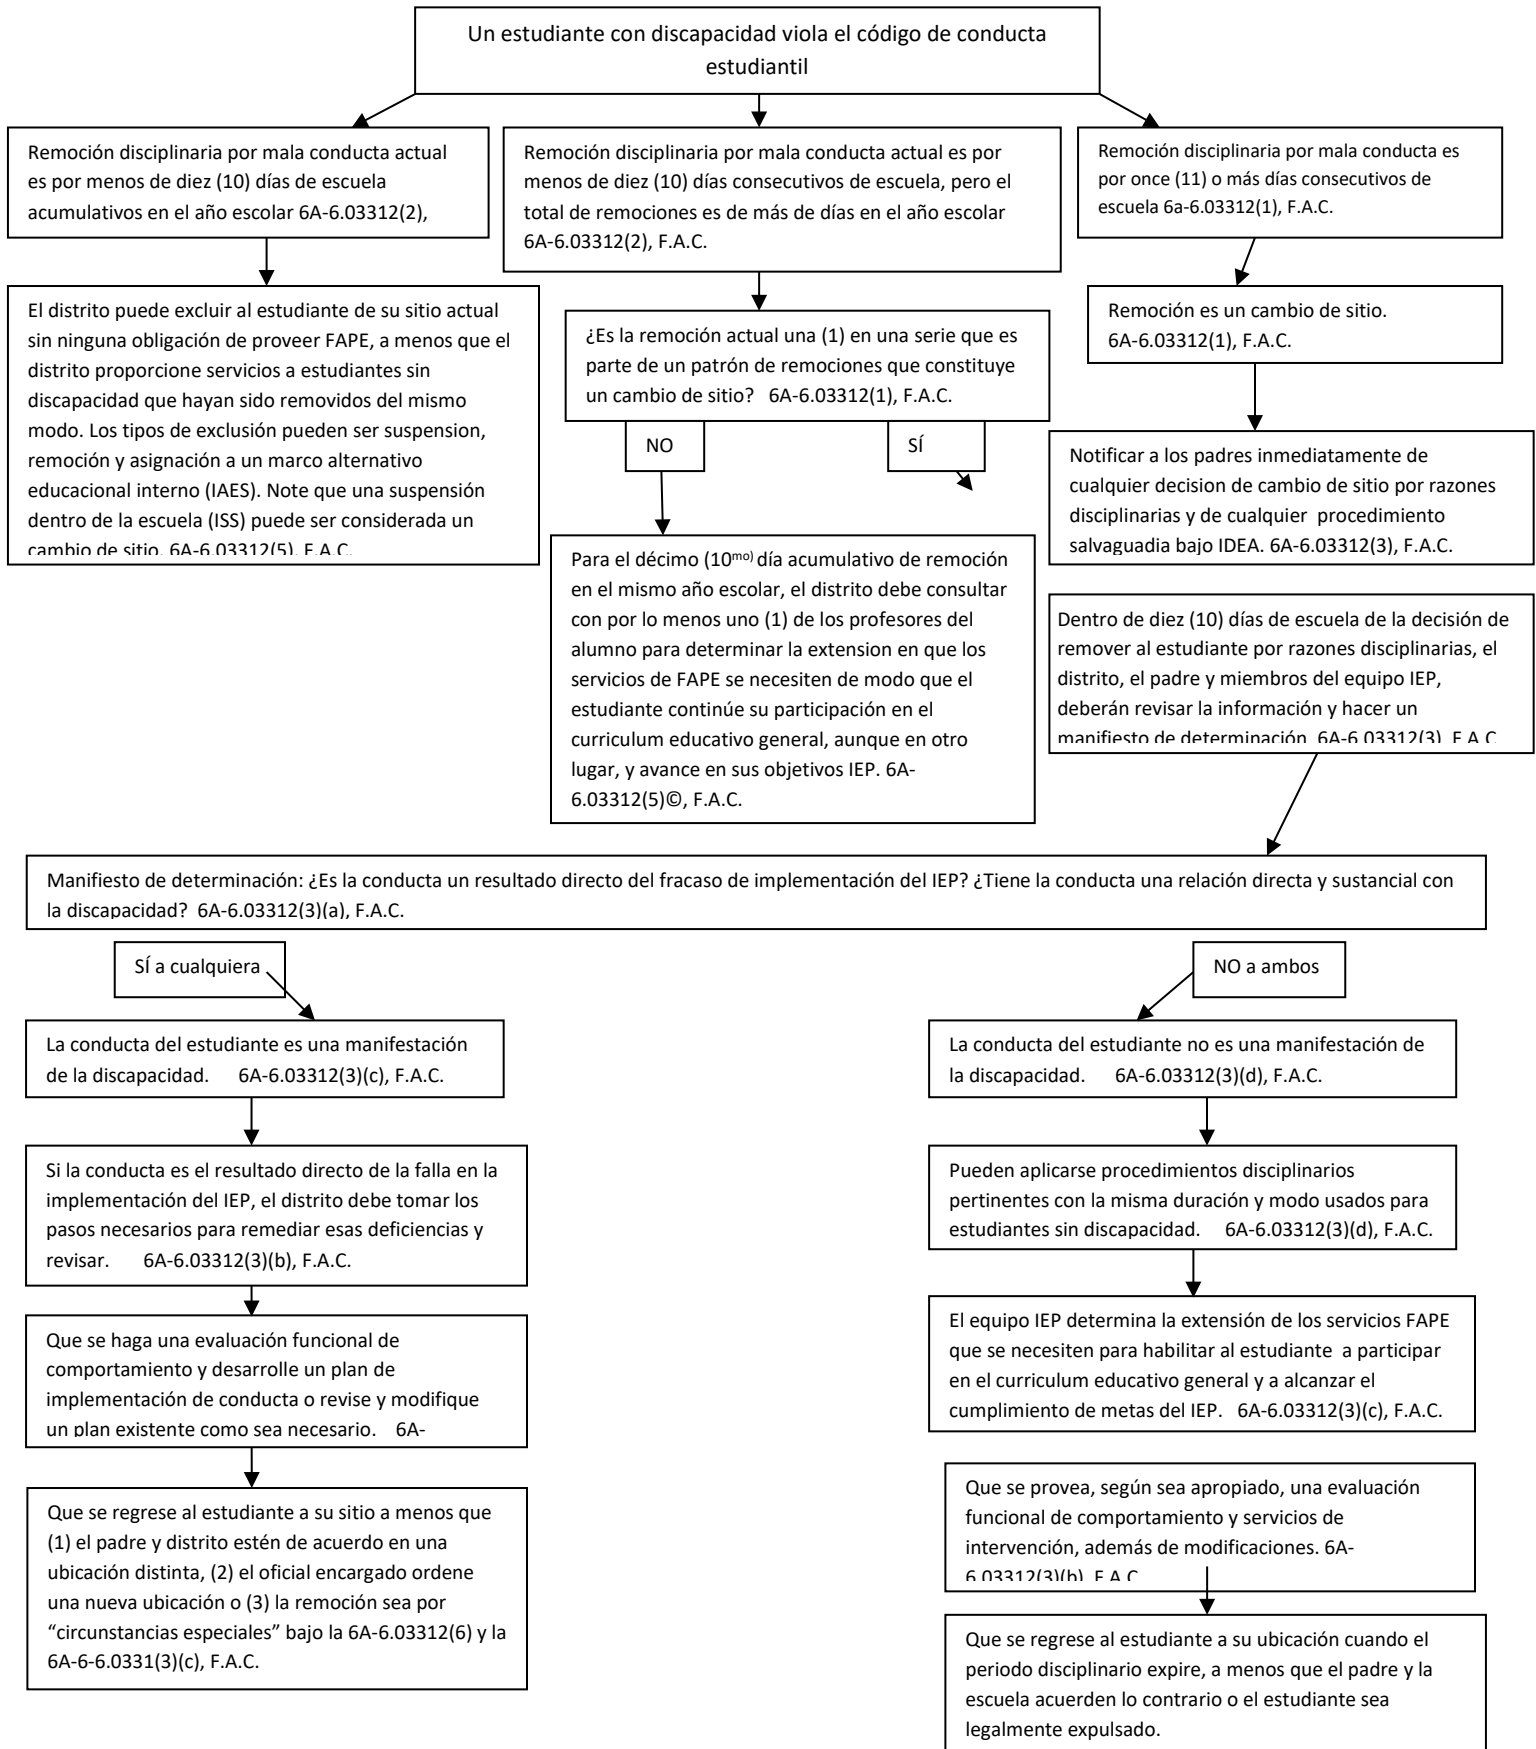 Un estudiante con discapacidad viola el código de conducta
estudiantil
Remoción disciplinaria por mala conducta actual
es por menos de diez (10) días de escuela
acumulativos en el año escolar 6A-6.03312(2),
Remoción disciplinaria por mala conducta actual es por
menos de diez (10) días consecutivos de escuela, pero el
total de remociones es de más de días en el año escolar
6A-6.03312(2), F.A.C.
Remoción disciplinaria por mala conducta es
por once (11) o más días consecutivos de
escuela 6a-6.03312(1), F.A.C.
El distrito puede excluir al estudiante de su sitio actual
sin ninguna obligación de proveer FAPE, a menos que el
distrito proporcione servicios a estudiantes sin
discapacidad que hayan sido removidos del mismo
modo. Los tipos de exclusión pueden ser suspension,
remoción y asignación a un marco alternativo
educacional interno (IAES). Note que una suspensión
dentro de la escuela (ISS) puede ser considerada un
cambio de sitio. 6A-6.03312(5). F.A.C.
¿Es la remoción actual una (1) en una serie que es
parte de un patrón de remociones que constituye
un cambio de sitio? 6A-6.03312(1), F.A.C.
NO
SÍ
Remoción es un cambio de sitio.
6A-6.03312(1), F.A.C.
Notificar a los padres inmediatamente de
cualquier decision de cambio de sitio por razones
disciplinarias y de cualquier procedimiento
salvaguadia bajo IDEA. 6A-6.03312(3), F.A.C.
Para el décimo (10mo) día acumulativo de remoción
en el mismo año escolar, el distrito debe consultar
con por lo menos uno (1) de los profesores del
alumno para determinar la extension en que los
servicios de FAPE se necesiten de modo que el
estudiante continúe su participación en el
curriculum educativo general, aunque en otro
lugar, y avance en sus objetivos IEP. 6A-
6.03312(5)©, F.A.C.
Dentro de diez (10) días de escuela de la decisión de
remover al estudiante por razones disciplinarias, el
distrito, el padre y miembros del equipo IEP,
deberán revisar la información y hacer un
manifiesto de determinación. 6A-6.03312(3). F.A.C.
Manifiesto de determinación: ¿Es la conducta un resultado directo del fracaso de implementación del IEP? ¿Tiene la conducta una relación directa y sustancial con
la discapacidad? 6A-6.03312(3)(a), F.A.C.
SÍ a cualquiera
NO a ambos
La conducta del estudiante es una manifestación
de la discapacidad. 6A-6.03312(3)(c), F.A.C.
Si la conducta es el resultado directo de la falla en la
implementación del IEP, el distrito debe tomar los
pasos necesarios para remediar esas deficiencias y
revisar. 6A-6.03312(3)(b), F.A.C.
Que se haga una evaluación funcional de
comportamiento y desarrolle un plan de
implementación de conducta o revise y modifique
un plan existente como sea necesario. 6A-
Que se regrese al estudiante a su sitio a menos que
(1) el padre y distrito estén de acuerdo en una
ubicación distinta, (2) el oficial encargado ordene
una nueva ubicación o (3) la remoción sea por
“circunstancias especiales” bajo la 6A-6.03312(6) y la
6A-6-6.0331(3)(c), F.A.C.
La conducta del estudiante no es una manifestación de
la discapacidad. 6A-6.03312(3)(d), F.A.C.
Pueden aplicarse procedimientos disciplinarios
pertinentes con la misma duración y modo usados para
estudiantes sin discapacidad. 6A-6.03312(3)(d), F.A.C.
El equipo IEP determina la extensión de los servicios FAPE
que se necesiten para habilitar al estudiante a participar
en el curriculum educativo general y a alcanzar el
cumplimiento de metas del IEP. 6A-6.03312(3)(c), F.A.C.
Que se provea, según sea apropiado, una evaluación
funcional de comportamiento y servicios de
intervención, además de modificaciones. 6A-
6.03312(3)(b). F.A.C.
Que se regrese al estudiante a su ubicación cuando el
periodo disciplinario expire, a menos que el padre y la
escuela acuerden lo contrario o el estudiante sea
legalmente expulsado.